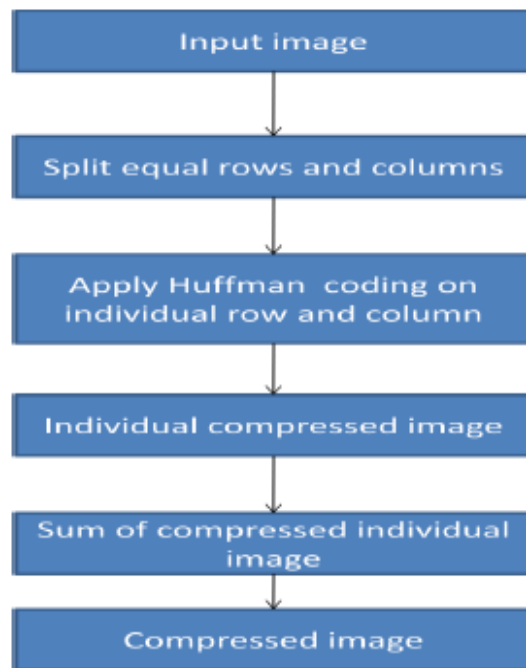 Input image
Split equal rows and columns
Apply Huffman coding on
individual row and column
Individual compressed image
Sum of compressed individual
image
Compressed image